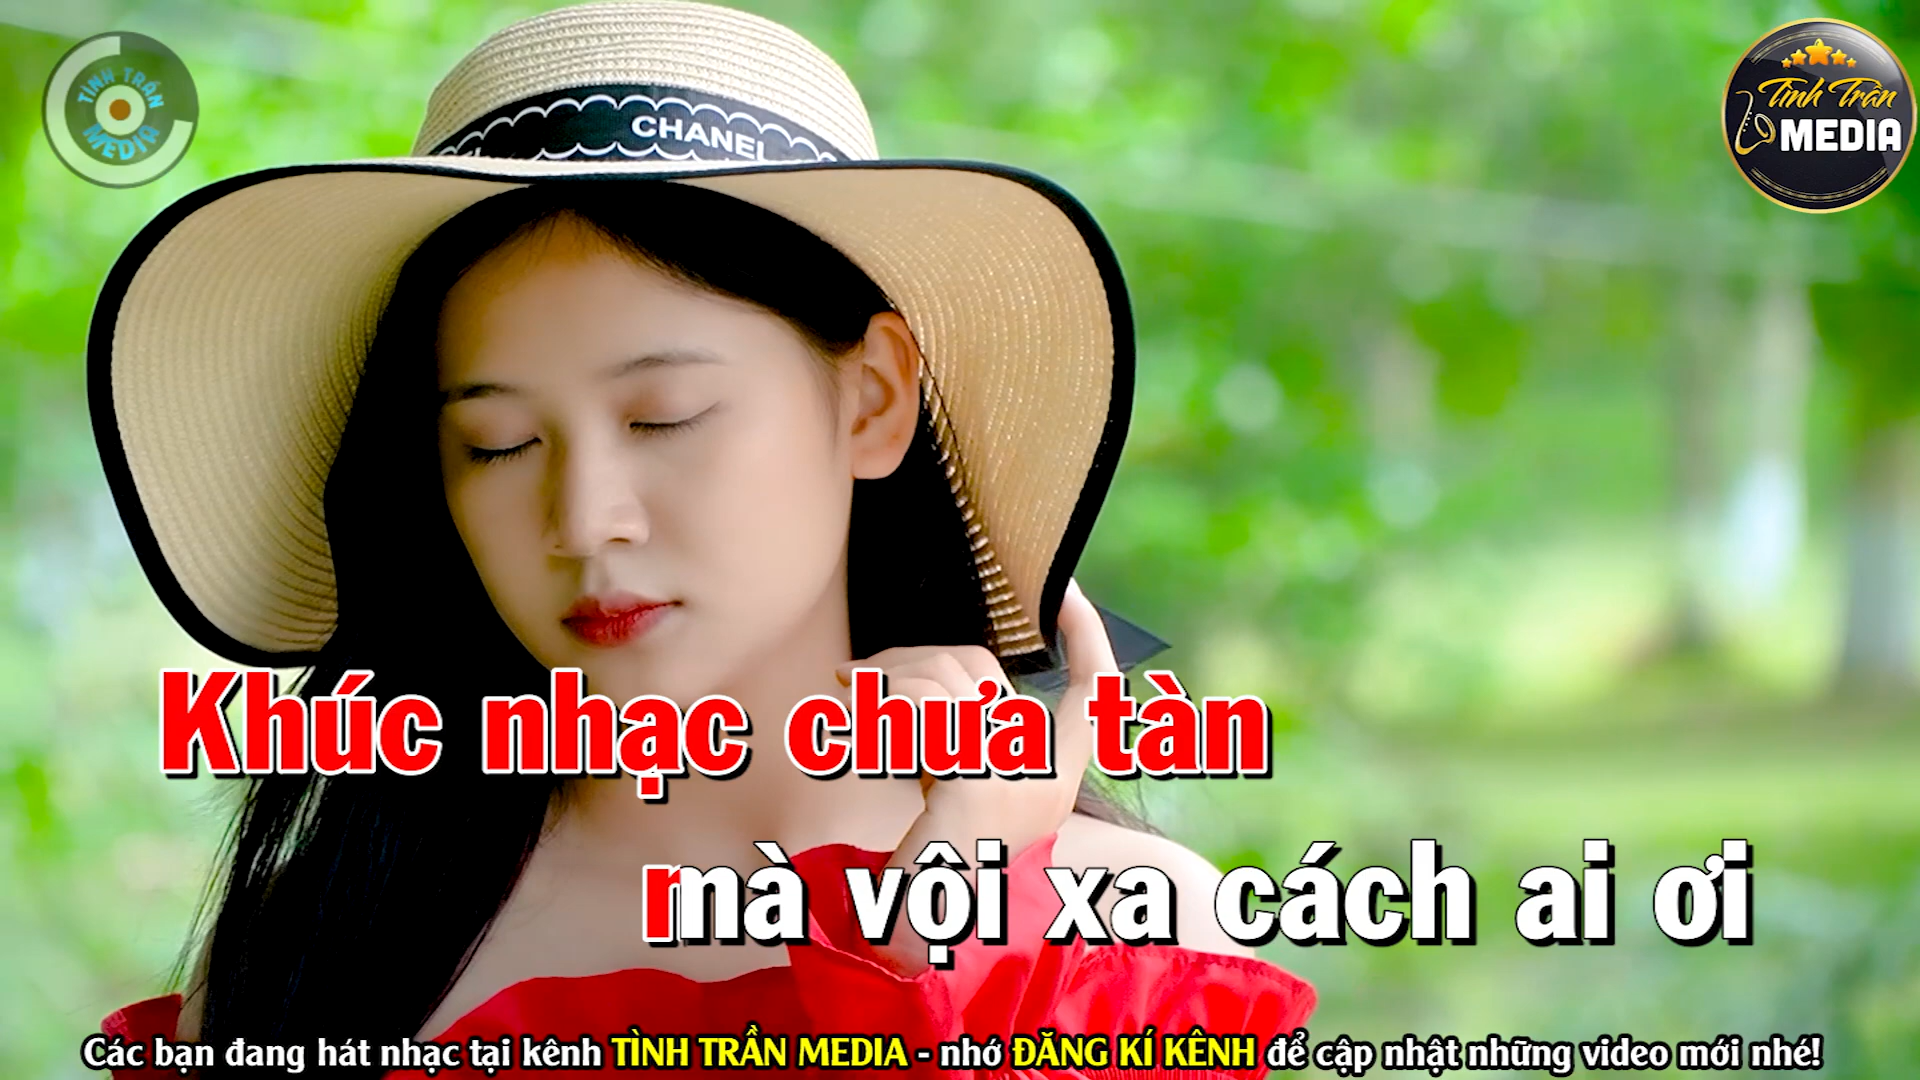 TÌNH TRẦN
MEDIA
CHANEL
Tình Trần
MEDIA
Khúc nhạc chưa tàn
mà vội xa cách ai ơi
Các bạn đang hát nhạc tại kênh TÌNH TRẦN MEDIA - nhớ ĐĂNG KÍ KÊNH để cập nhật những video mới nhé!